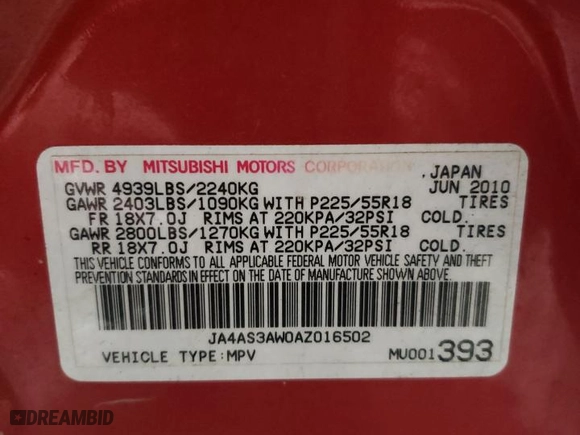 MFD. BY MITSUBISHI MOTORS CORPORATION, JAPAN
GVWR 4939LBS/2240KG JUN 2010
GAWR 2403LBS/1090KG WITH P225/55R18 TIRES
FR 18X7.0J RIMS AT 220KPA/32PSI COLD.
GAWR 2800LBS/1270KG WITH P225/55R18 TIRES
RR 18X7.0J RIMS AT 220KPA/32PSI COLD.
THIS VEHICLE CONFORMS TO ALL APPLICABLE FEDERAL MOTOR VEHICLE SAFETY AND THEFT
PREVENTION STANDARDS IN EFFECT ON THE DATE OF MANUFACTURE SHOWN ABOVE.
JA4AS3AW0AZ016502
VEHICLE TYPE:MPV MU001393
DREAMBID